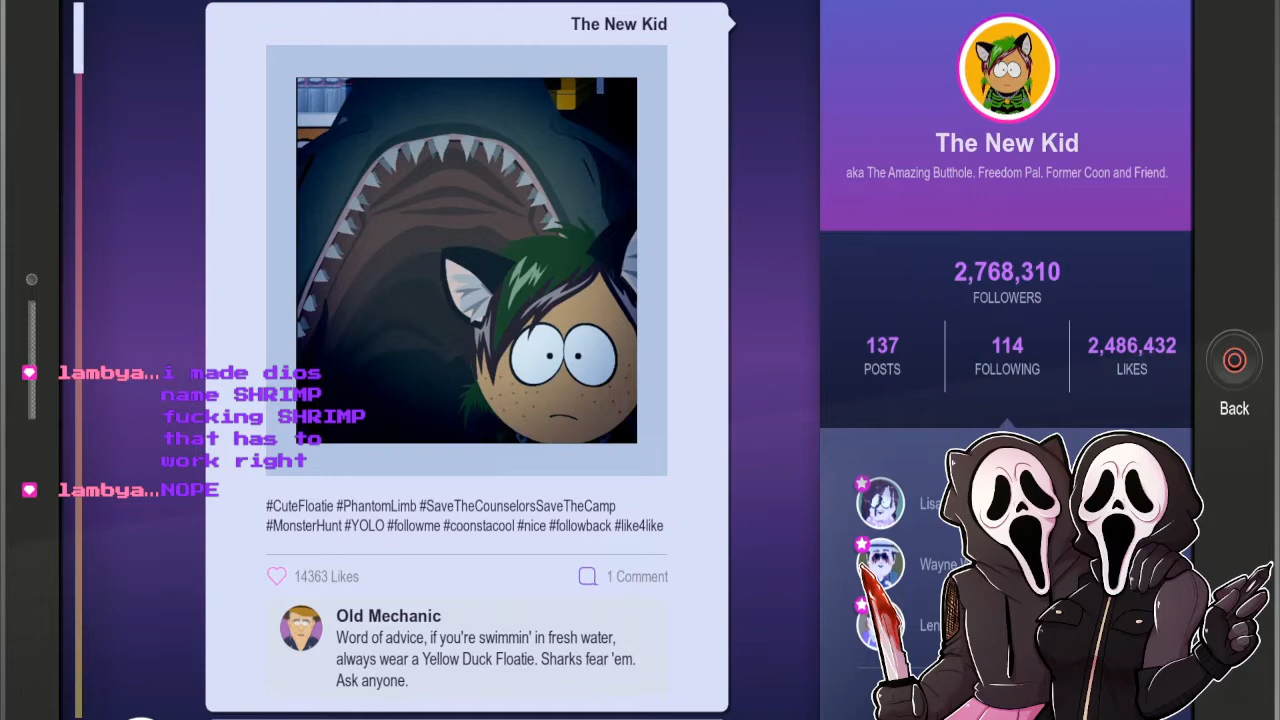 The New Kid
#CuteFloatie #PhantomLimb #SaveTheCounselorsSaveTheCamp
#MonsterHunt #YOLO #followme #coonstacool #nice #followback #like4like
14363 Likes
1 Comment
Old Mechanic
Word of advice, if you're swimmin' in fresh water,
always wear a Yellow Duck Floatie. Sharks fear 'em.
Ask anyone.
lambya... i made dios
name SHRIMP
fucking SHRIMP
that has to
work right
lambya... NOPE
The New Kid
aka The Amazing Butthole. Freedom Pal. Former Coon and Friend.
2,768,310
FOLLOWERS
137
POSTS
114
FOLLOWING
2,486,432
LIKES
Lisa
Wayne
Back